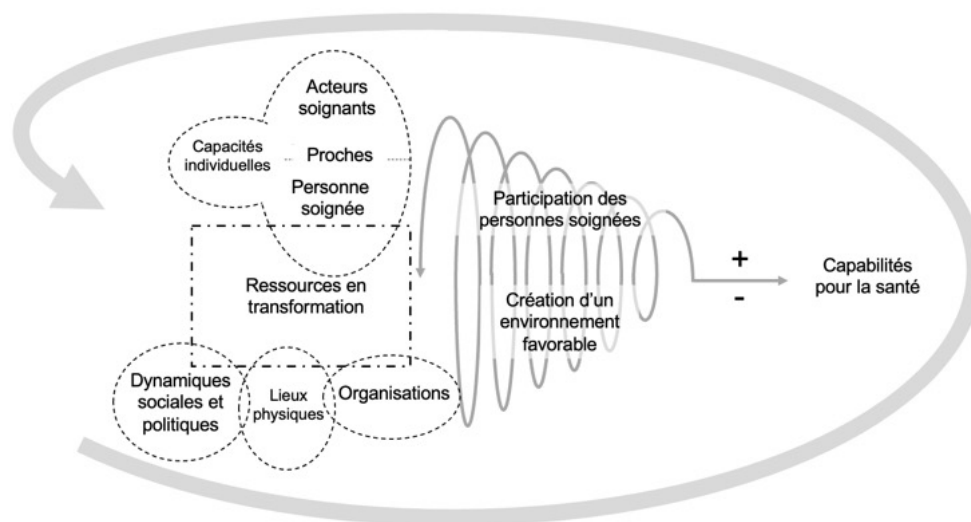 Acteurs
soignants
Capacités
individuelles
Proches
Personne
soignée
Ressources en
transformation
Dynamiques
sociales et
politiques
Lieux
physiques
Organisations
Participation des
personnes soignées
Création d’un
environnement
favorable
+
-
Capabilités
pour la santé